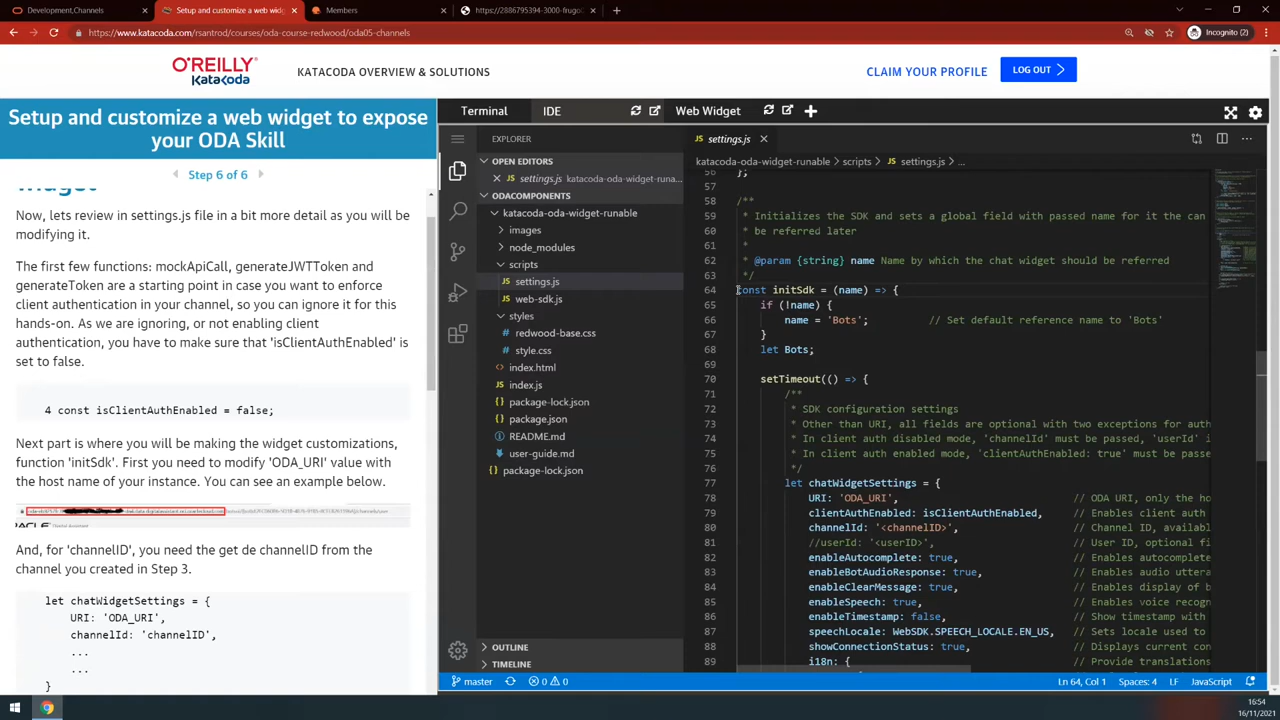 Development,Channels
Setup and customize a web widg
Members
https://2886795394-3-frugo
https://www.katacoda.com/rsantrod/courses/oda-course-redwood/oda05-channels
Incognito (2)
O'REILLY
Katacoda
KATACODA OVERVIEW & SOLUTIONS
CLAIM YOUR PROFILE
LOG OUT
Setup and customize a web widget to expose
your ODA Skill
Step 6 of 6
widget
Now, lets review in settings.js file in a bit more detail as you will be
modifying it.
The first few functions: mockApiCall, generateJWTToken and
generateToken are a starting point in case you want to enforce
client authentication in your channel, so you can ignore it for this
hands-on. As we are ignoring, or not enabling client
authentication, you have to make sure that 'isClientAuthEnabled' is
set to false.
4 const isClientAuthEnabled = false;
Next part is where you will be making the widget customizations,
function 'initSdk'. First you need to modify 'ODA_URI' value with
the host name of your instance. You can see an example below.
And, for 'channelID', you need the get de channelID from the
channel you created in Step 3.
let chatWidgetSettings = {
URI: 'ODA_URI',
channelId: 'channelID',
...
...
}
Terminal
IDE
Web Widget
EXPLORER
OPEN EDITORS
settings.js katacoda-oda-widget-runa...
ODACOMPONENTS
katacoda-oda-widget-runable
images
node_modules
scripts
settings.js
web-sdk.js
styles
redwood-base.css
style.css
index.html
index.js
package-lock.json
package.json
README.md
user-guide.md
package-lock.json
OUTLINE
TIMELINE
settings.js
katacoda-oda-widget-runable > scripts > settings.js > ...
56 };
57
58 /**
59 * Initializes the SDK and sets a global field with passed name for it the can
60 * be referred later
61 *
62 * @param {string} name Name by which the chat widget should be referred
63 */
64 const initSdk = (name) => {
65 if (!name) {
66 name = 'Bots'; // Set default reference name to 'Bots'
67 }
68 let Bots;
69
70 setTimeout(() => {
71 /**
72 * SDK configuration settings
73 * Other than URI, all fields are optional with two exceptions for auth
74 * In client auth disabled mode, 'channelId' must be passed, 'userId' i
75 * In client auth enabled mode, 'clientAuthEnabled: true' must be passe
76 */
77 let chatWidgetSettings = {
78 URI: 'ODA_URI', // ODA URI, only the ho
79 clientAuthEnabled: isClientAuthEnabled, // Enables client auth
80 channelId: '<channelID>', // Channel ID, availabl
81 //userId: '<userID>', // User ID, optional fi
82 enableAutocomplete: true, // Enables autocomplete
83 enableBotAudioResponse: true, // Enables audio uttera
84 enableClearMessage: true, // Enables display of b
85 enableSpeech: true, // Enables voice recogn
86 enableTimestamp: false, // Show timestamp with
87 speechLocale: WebSDK.SPEECH_LOCALE.EN_US, // Sets locale used to
88 showConnectionStatus: true, // Displays current con
89 i18n: { // Provide translations
master
0 0
Ln 64, Col 1
Spaces: 4
LF
JavaScript
16:54
16/11/2021